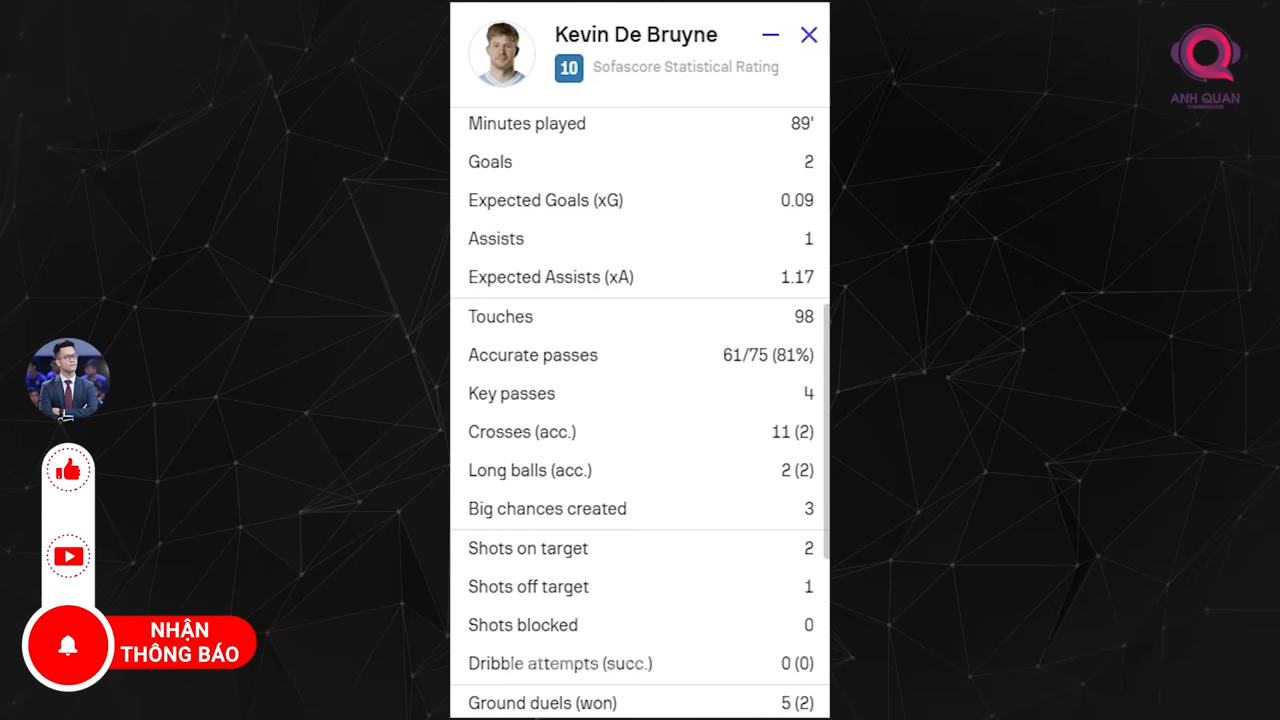 Kevin De Bruyne
10 Sofascore Statistical Rating
Minutes played 89'
Goals 2
Expected Goals (xG) 0.09
Assists 1
Expected Assists (xA) 1.17
Touches 98
Accurate passes 61/75 (81%)
Key passes 4
Crosses (acc.) 11 (2)
Long balls (acc.) 2 (2)
Big chances created 3
Shots on target 2
Shots off target 1
Shots blocked 0
Dribble attempts (succ.) 0 (0)
Ground duels (won) 5 (2)
ANH QUAN
NHẬN
THÔNG BÁO